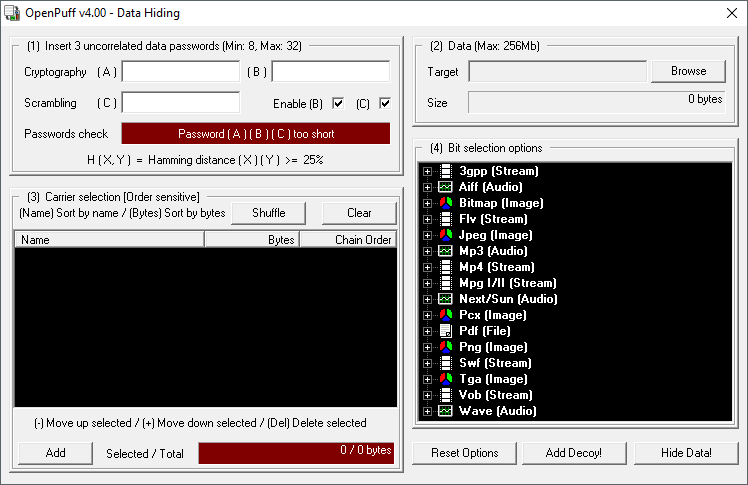 OpenPuff v4.00 - Data Hiding
(1) Insert 3 uncorrelated data passwords (Min: 8, Max: 32)
Cryptography (A) (B)
Scrambling (C) Enable (B) (C)
Passwords check Password (A) (B) (C) too short
H (X,Y) = Hamming distance (X) (Y) >= 25%
(2) Data (Max: 256Mb)
Target Browse
Size 0 bytes
(3) Carrier selection [Order sensitive]
(Name) Sort by name / (Bytes) Sort by bytes Shuffle Clear
Name Bytes Chain Order
(-) Move up selected / (+) Move down selected / (Del) Delete selected
Add Selected / Total 0 / 0 bytes
(4) Bit selection options
3gpp (Stream)
Aiff (Audio)
Bitmap (Image)
Flv (Stream)
Jpeg (Image)
Mp3 (Audio)
Mp4 (Stream)
Mpg I/II (Stream)
Next/Sun (Audio)
Pcx (Image)
Pdf (File)
Png (Image)
Swf (Stream)
Tga (Image)
Vob (Stream)
Wave (Audio)
Reset Options Add Decoy! Hide Data!